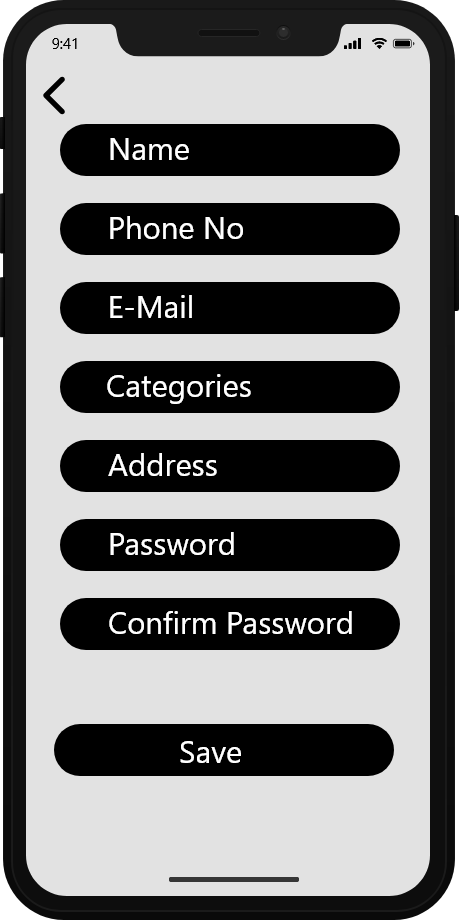 9:41
Name
Phone No
E-Mail
Categories
Address
Password
Confirm Password
Save